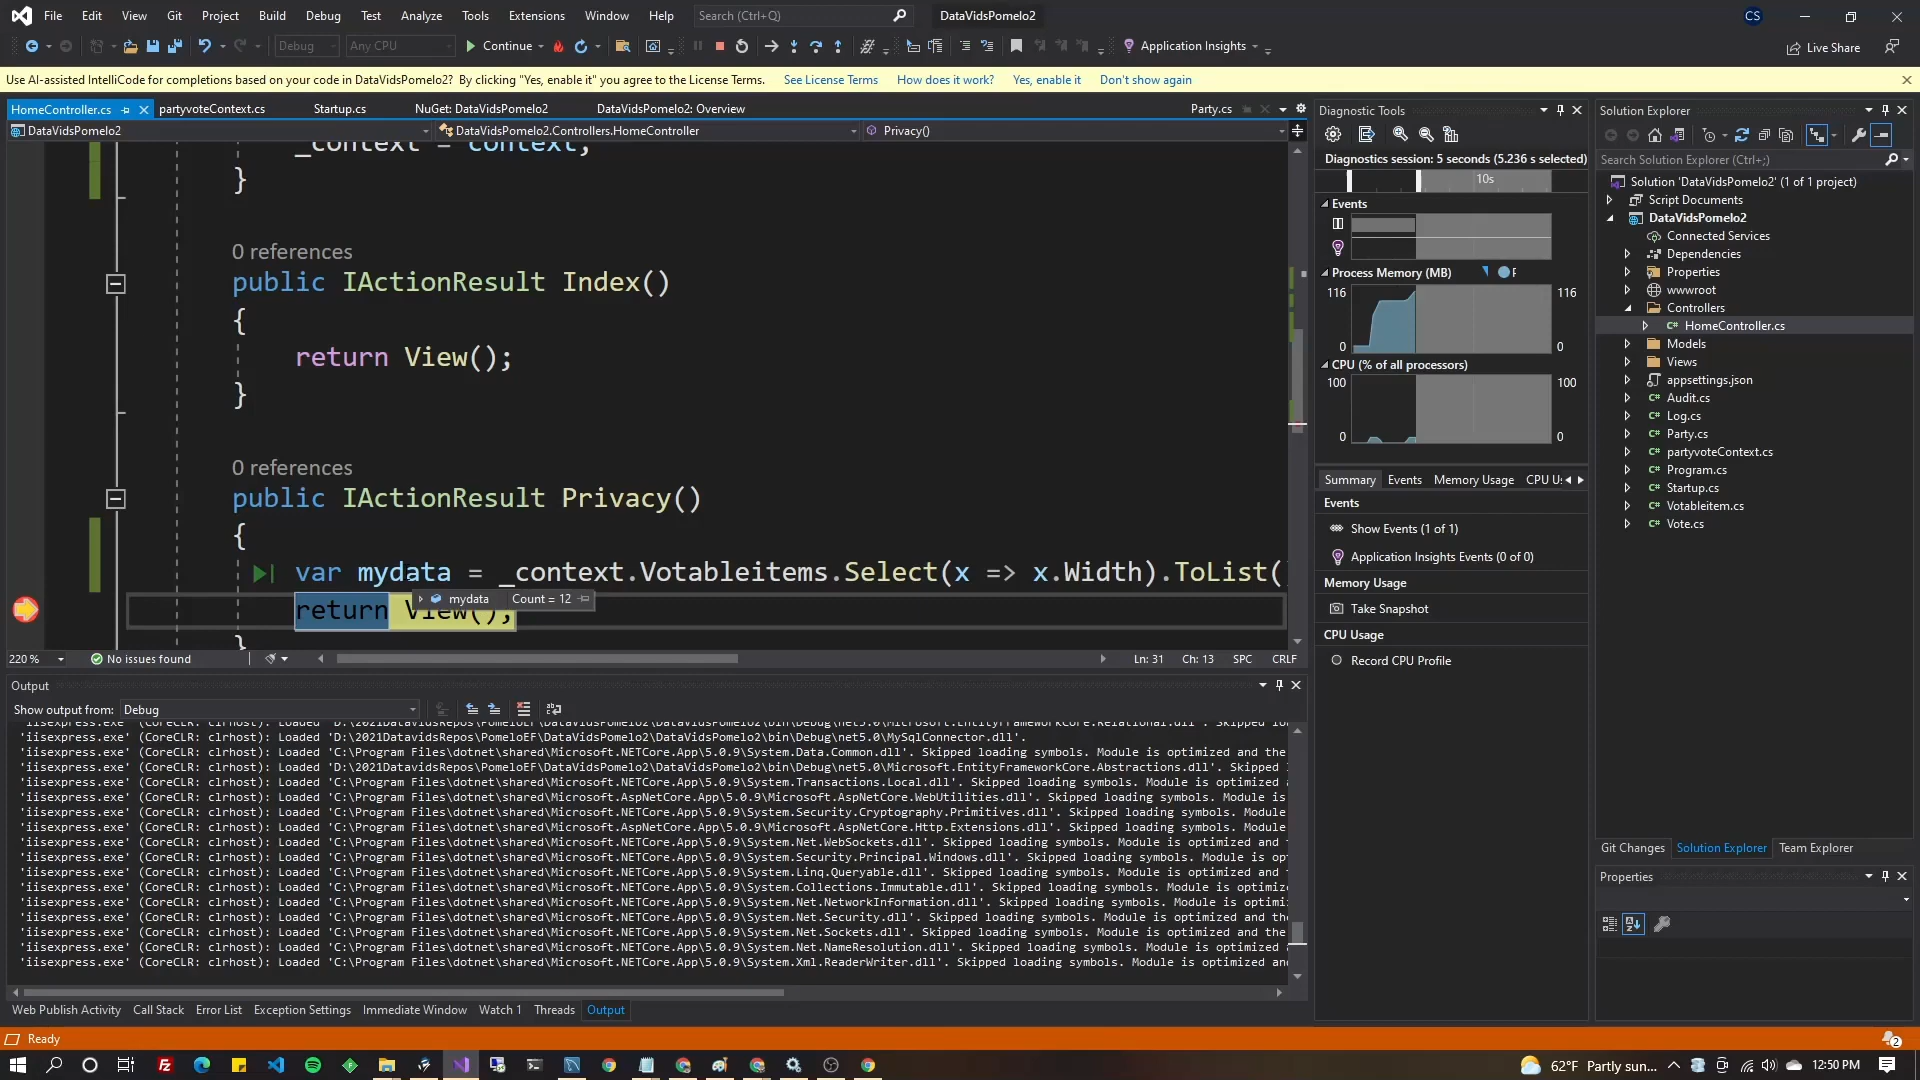 File Edit View Git Project Build Debug Test Analyze Tools Extensions Window Help Search (Ctrl+Q) DataVidsPomelo2 CS
Debug Any CPU Continue Application Insights Live Share
Use AI-assisted IntelliCode for completions based on your code in DataVidsPomelo2? By clicking "Yes, enable it" you agree to the License Terms. See License Terms How does it work? Yes, enable it Don't show again
HomeController.cs partyvoteContext.cs Startup.cs NuGet: DataVidsPomelo2 DataVidsPomelo2: Overview Party.cs
DataVidsPomelo2 DataVidsPomelo2.Controllers.HomeController Privacy()
_context = context;
}
0 references
public IActionResult Index()
{
return View();
}
0 references
public IActionResult Privacy()
{
var mydata = _context.Votableitems.Select(x => x.Width).ToList(
mydata Count = 12
return View();
}
220 % No issues found Ln: 31 Ch: 13 SPC CRLF
Output
Show output from: Debug
'iisexpress.exe' (CoreCLR: clrhost): Loaded 'D:\2021DatavidsRepos\PomeloEF\DataVidsPomelo2\DataVidsPomelo2\bin\Debug\net5.0\Microsoft.EntityFrameworkCore.Relational.dll'. Skipped lo
'iisexpress.exe' (CoreCLR: clrhost): Loaded 'D:\2021DatavidsRepos\PomeloEF\DataVidsPomelo2\DataVidsPomelo2\bin\Debug\net5.0\MySqlConnector.dll'.
'iisexpress.exe' (CoreCLR: clrhost): Loaded 'C:\Program Files\dotnet\shared\Microsoft.NETCore.App\5.0.9\System.Data.Common.dll'. Skipped loading symbols. Module is optimized and the
'iisexpress.exe' (CoreCLR: clrhost): Loaded 'D:\2021DatavidsRepos\PomeloEF\DataVidsPomelo2\DataVidsPomelo2\bin\Debug\net5.0\Microsoft.EntityFrameworkCore.Abstractions.dll'. Skipped
'iisexpress.exe' (CoreCLR: clrhost): Loaded 'C:\Program Files\dotnet\shared\Microsoft.NETCore.App\5.0.9\System.Transactions.Local.dll'. Skipped loading symbols. Module is optimized
'iisexpress.exe' (CoreCLR: clrhost): Loaded 'C:\Program Files\dotnet\shared\Microsoft.AspNetCore.App\5.0.9\Microsoft.AspNetCore.WebUtilities.dll'. Skipped loading symbols. Module is
'iisexpress.exe' (CoreCLR: clrhost): Loaded 'C:\Program Files\dotnet\shared\Microsoft.NETCore.App\5.0.9\System.Security.Cryptography.Primitives.dll'. Skipped loading symbols. Module
'iisexpress.exe' (CoreCLR: clrhost): Loaded 'C:\Program Files\dotnet\shared\Microsoft.AspNetCore.App\5.0.9\Microsoft.AspNetCore.Http.Extensions.dll'. Skipped loading symbols. Module
'iisexpress.exe' (CoreCLR: clrhost): Loaded 'C:\Program Files\dotnet\shared\Microsoft.NETCore.App\5.0.9\System.Net.WebSockets.dll'. Skipped loading symbols. Module is optimized and t
'iisexpress.exe' (CoreCLR: clrhost): Loaded 'C:\Program Files\dotnet\shared\Microsoft.NETCore.App\5.0.9\System.Security.Principal.Windows.dll'. Skipped loading symbols. Module is op
'iisexpress.exe' (CoreCLR: clrhost): Loaded 'C:\Program Files\dotnet\shared\Microsoft.NETCore.App\5.0.9\System.Linq.Queryable.dll'. Skipped loading symbols. Module is optimized and t
'iisexpress.exe' (CoreCLR: clrhost): Loaded 'C:\Program Files\dotnet\shared\Microsoft.NETCore.App\5.0.9\System.Collections.Immutable.dll'. Skipped loading symbols. Module is optimize
'iisexpress.exe' (CoreCLR: clrhost): Loaded 'C:\Program Files\dotnet\shared\Microsoft.NETCore.App\5.0.9\System.Net.NetworkInformation.dll'. Skipped loading symbols. Module is optimi
'iisexpress.exe' (CoreCLR: clrhost): Loaded 'C:\Program Files\dotnet\shared\Microsoft.NETCore.App\5.0.9\System.Net.Security.dll'. Skipped loading symbols. Module is optimized and the
'iisexpress.exe' (CoreCLR: clrhost): Loaded 'C:\Program Files\dotnet\shared\Microsoft.NETCore.App\5.0.9\System.Net.Sockets.dll'. Skipped loading symbols. Module is optimized and the
'iisexpress.exe' (CoreCLR: clrhost): Loaded 'C:\Program Files\dotnet\shared\Microsoft.NETCore.App\5.0.9\System.Net.NameResolution.dll'. Skipped loading symbols. Module is optimized a
'iisexpress.exe' (CoreCLR: clrhost): Loaded 'C:\Program Files\dotnet\shared\Microsoft.NETCore.App\5.0.9\System.Xml.ReaderWriter.dll'. Skipped loading symbols. Module is optimized an
Web Publish Activity Call Stack Error List Exception Settings Immediate Window Watch 1 Threads Output
Diagnostic Tools
Diagnostics session: 5 seconds (5.236 s selected)
10s
Events
Process Memory (MB) F
116 116
0 0
CPU (% of all processors)
100 100
0 0
Summary Events Memory Usage CPU U
Events
Show Events (1 of 1)
Application Insights Events (0 of 0)
Memory Usage
Take Snapshot
CPU Usage
Record CPU Profile
Solution Explorer
Search Solution Explorer (Ctrl+;)
Solution 'DataVidsPomelo2' (1 of 1 project)
Script Documents
DataVidsPomelo2
Connected Services
Dependencies
Properties
wwwroot
Controllers
C# HomeController.cs
Models
Views
appsettings.json
C# Audit.cs
C# Log.cs
C# Party.cs
C# partyvoteContext.cs
C# Program.cs
C# Startup.cs
C# Votableitem.cs
C# Vote.cs
Git Changes Solution Explorer Team Explorer
Properties
Ready 2
62°F Partly sun... 12:50 PM